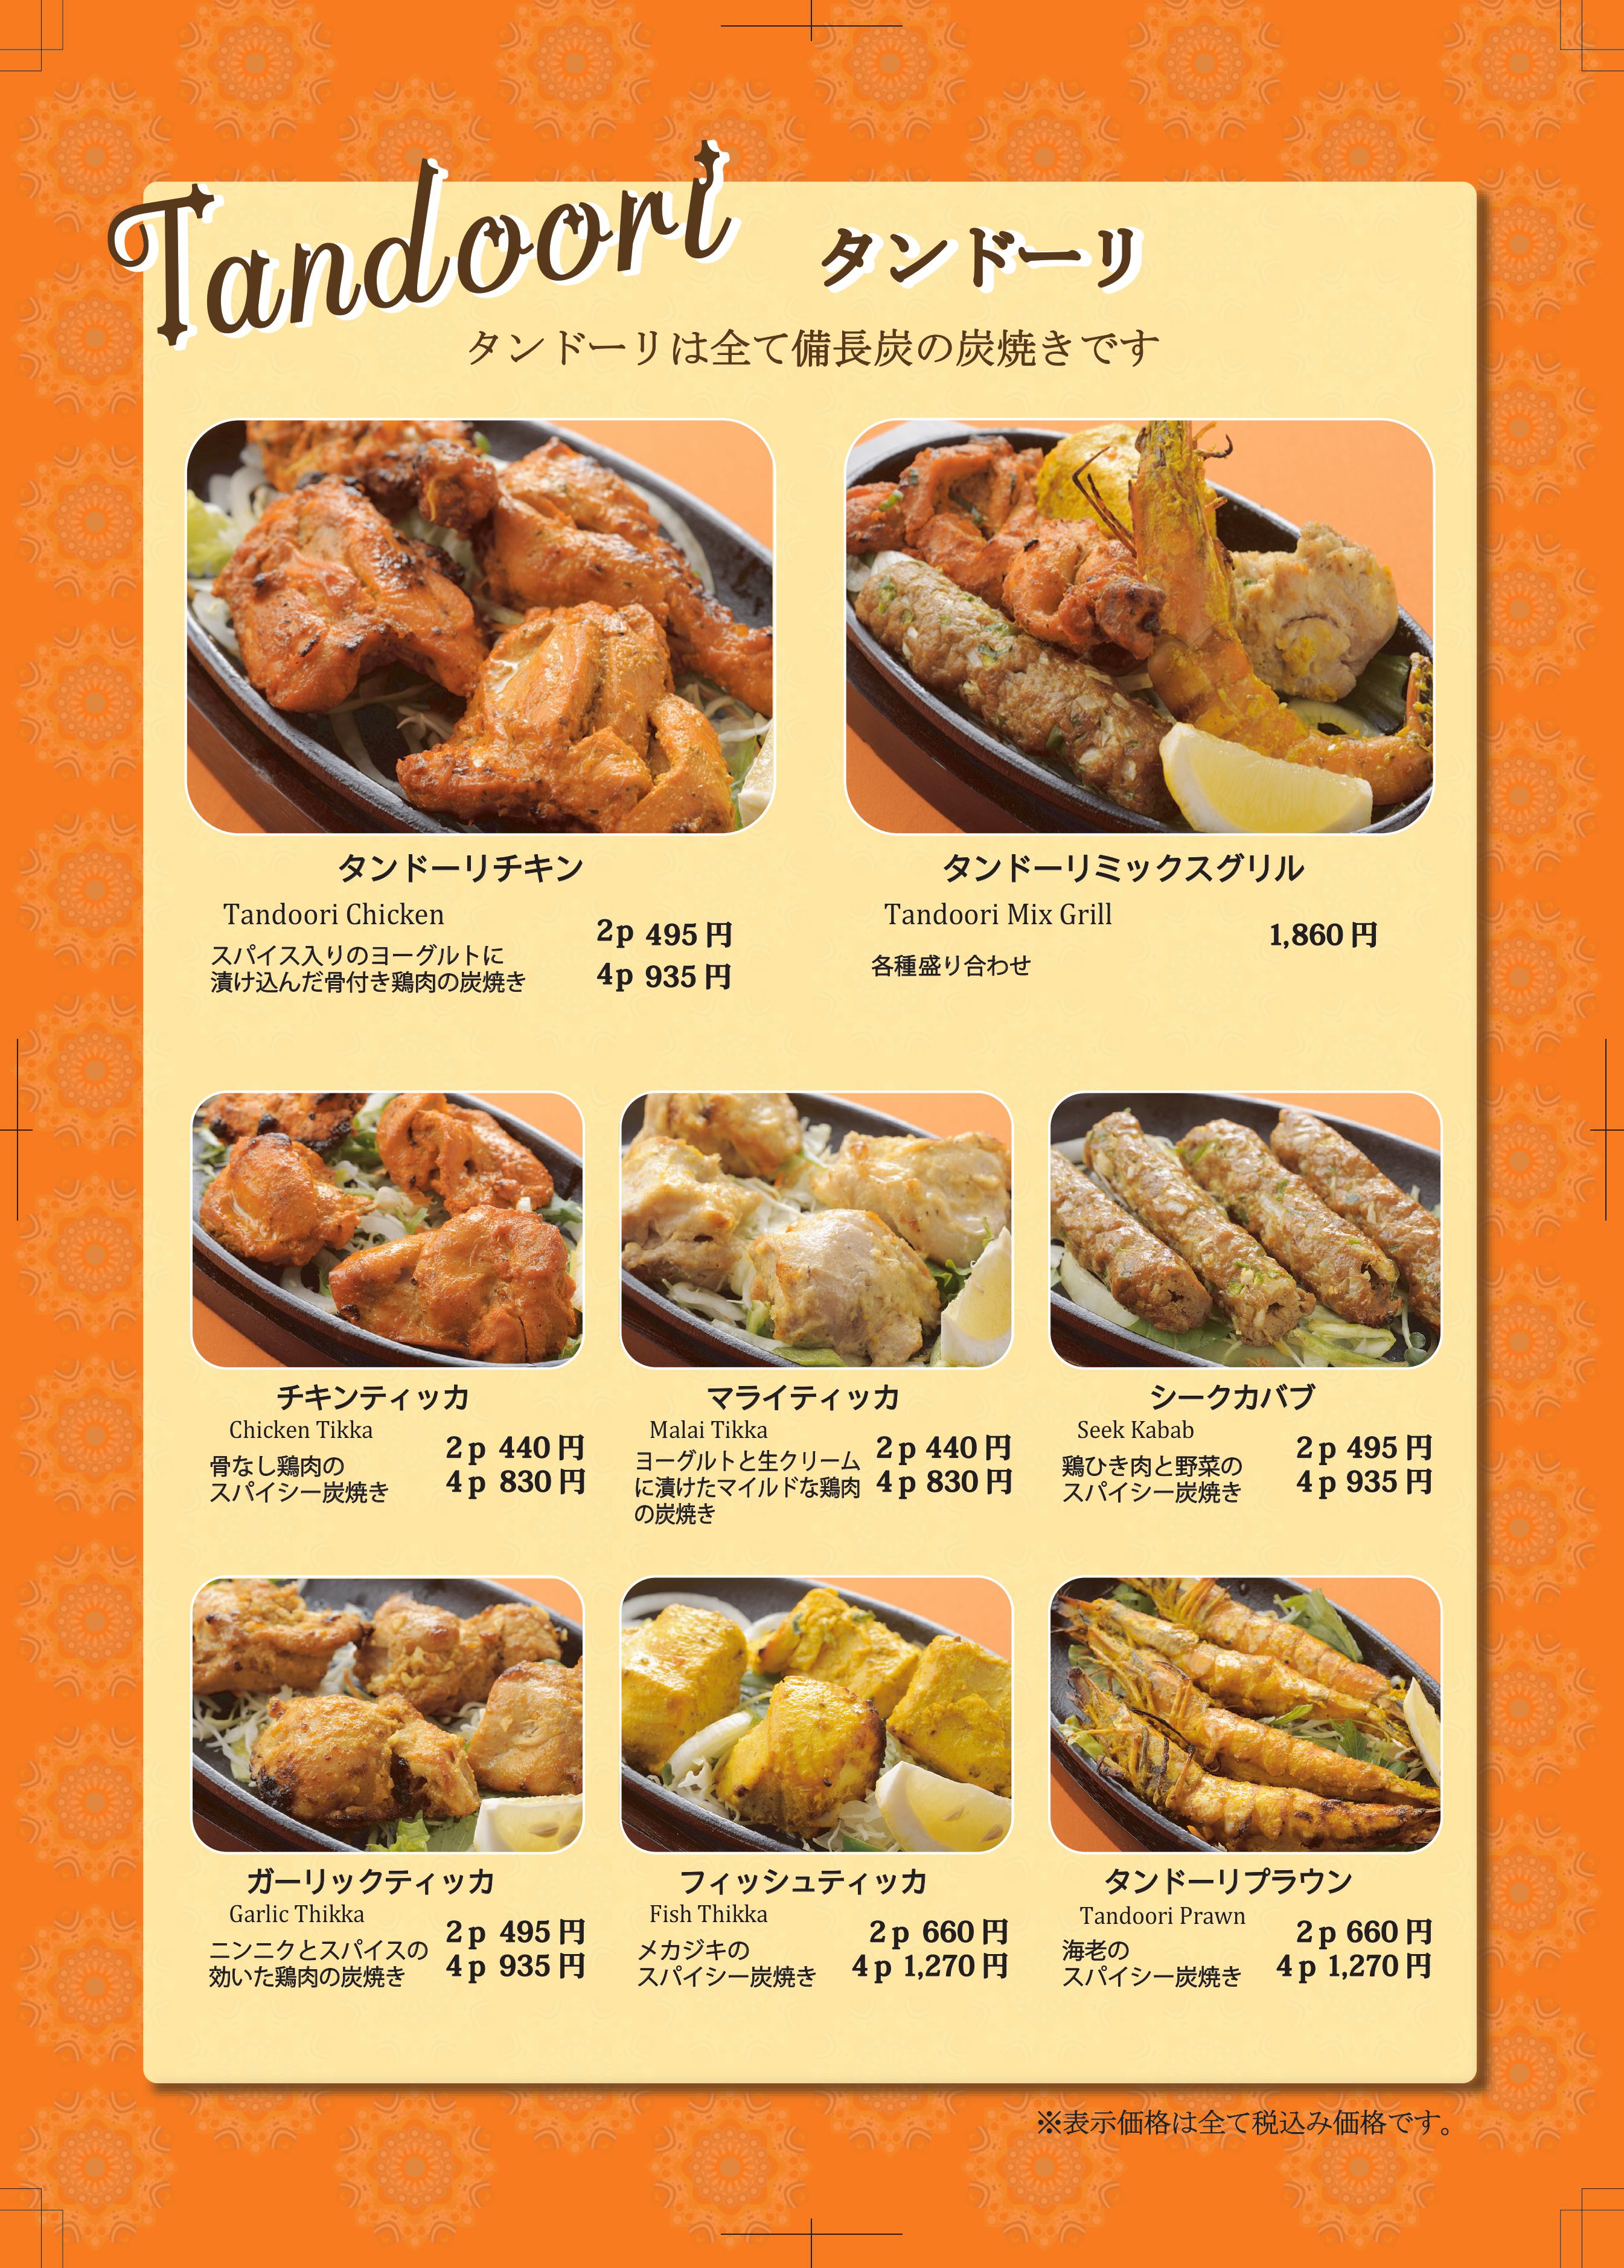 Tandoori
タンドーリ
タンドーリは全て備長炭の炭焼きです
タンドーリチキン
Tandoori Chicken
スパイス入りのヨーグルトに
漬け込んだ骨付き鶏肉の炭焼き
2p 495 円
4p 935 円
タンドーリミックスグリル
Tandoori Mix Grill
1,860 円
各種盛り合わせ
チキンティッカ
Chicken Tikka
骨なし鶏肉の
スパイシー炭焼き
2p 440 円
4p 830 円
マライティッカ
Malai Tikka
ヨーグルトと生クリーム
に漬けたマイルドな鶏肉
の炭焼き
2p 440 円
4p 830 円
シークカバブ
Seek Kabab
鶏ひき肉と野菜の
スパイシー炭焼き
2p 495 円
4p 935 円
ガーリックティッカ
Garlic Thikka
ニンニクとスパイスの
効いた鶏肉の炭焼き
2p 495 円
4p 935 円
フィッシュティッカ
Fish Thikka
メカジキの
スパイシー炭焼き
2p 660 円
4p 1,270 円
タンドーリプラウン
Tandoori Prawn
海老の
スパイシー炭焼き
2p 660 円
4p 1,270 円
※表示価格は全て税込み価格です。